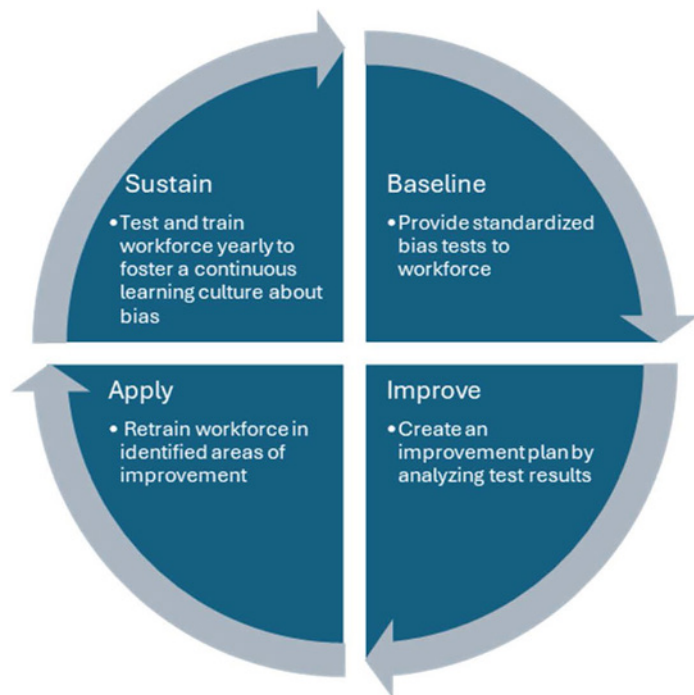 Sustain
•Test and train
workforce yearly to
foster a continuous
learning culture about
bias
Baseline
•Provide standardized
bias tests to
workforce
Apply
• Retrain workforce in
identified areas of
improvement
Improve
•Create an
improvement plan by
analyzing test results